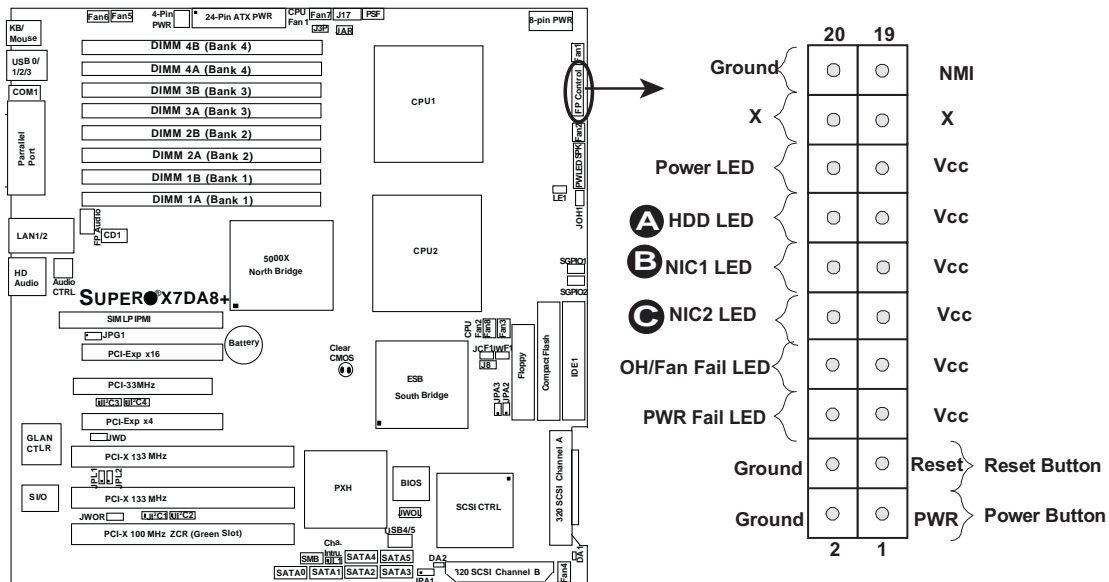 Fan6 Fan5
4-Pin PWR
24-Pin ATX PWR
CPU Fan1
Fan7
J17
PSF
J3P
JAR
8-pin PWR
KB/ Mouse
USB 0/ 1/2/3
COM1
Parrallel Port
DIMM 4B (Bank 4)
DIMM 4A (Bank 4)
DIMM 3B (Bank 3)
DIMM 3A (Bank 3)
DIMM 2B (Bank 2)
DIMM 2A (Bank 2)
DIMM 1B (Bank 1)
DIMM 1A (Bank 1)
CPU1
Fan1
FP Control
Fan2
PWLED SPK
LE1
JOH1
LAN1/2
FP Audio
CD1
HD Audio
Audio CTRL
5000X
North Bridge
CPU2
SGPIO1
SGPIO2
SUPER ® X7DA8+
SIMLP IPMI
JPG1
PCI-Exp x16
Battery
Clear CMOS
CPU Fan2
Fan8
Fan3
JCF1
JWF1
J8
Floppy
Compact Flash
IDE1
PCI-33MHz
JI²C3 JI²C4
PCI-Exp x4
ESB
South Bridge
JPA3
JPA2
GLAN CTLR
JWD
PCI-X 133 MHz
JPL1
JPL2
S I/O
PCI-X 133 MHz
JWOR
JI²C1 JI²C2
PCI-X 100 MHz ZCR (Green Slot)
PXH
BIOS
JWOL
USB4/5
SCSI CTRL
320 SCSI Channel A
DA1
Cha. Intru.
SMB
JL1
SATA4
SATA5
SATA0
SATA1
SATA2
SATA3
DA2
JPA1
320 SCSI Channel B
Fan4
20 19
Ground NMI
X X
Power LED Vcc
A HDD LED Vcc
B NIC1 LED Vcc
C NIC2 LED Vcc
OH/Fan Fail LED Vcc
PWR Fail LED Vcc
Ground Reset Reset Button
Ground PWR Power Button
2 1